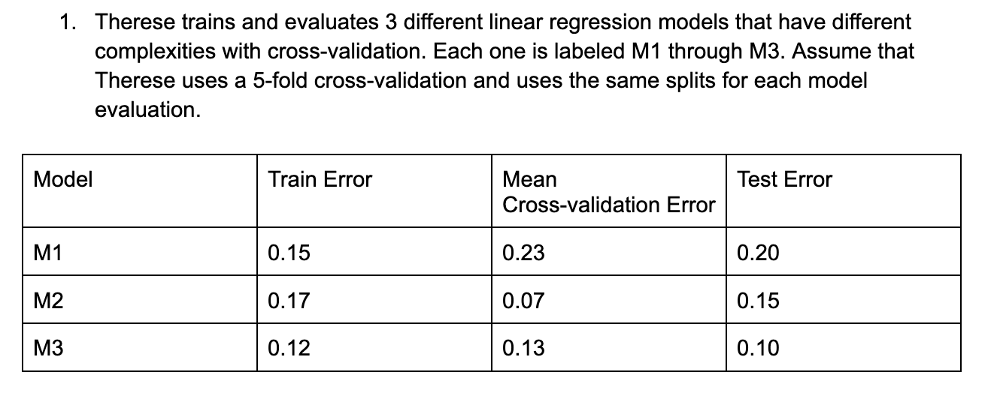 1. Therese trains and evaluates 3 different linear regression models that have different
complexities with cross-validation. Each one is labeled M1 through M3. Assume that
Therese uses a 5-fold cross-validation and uses the same splits for each model
evaluation.
Model Train Error Mean Cross-validation Error Test Error
M1 0.15 0.23 0.20
M2 0.17 0.07 0.15
M3 0.12 0.13 0.10